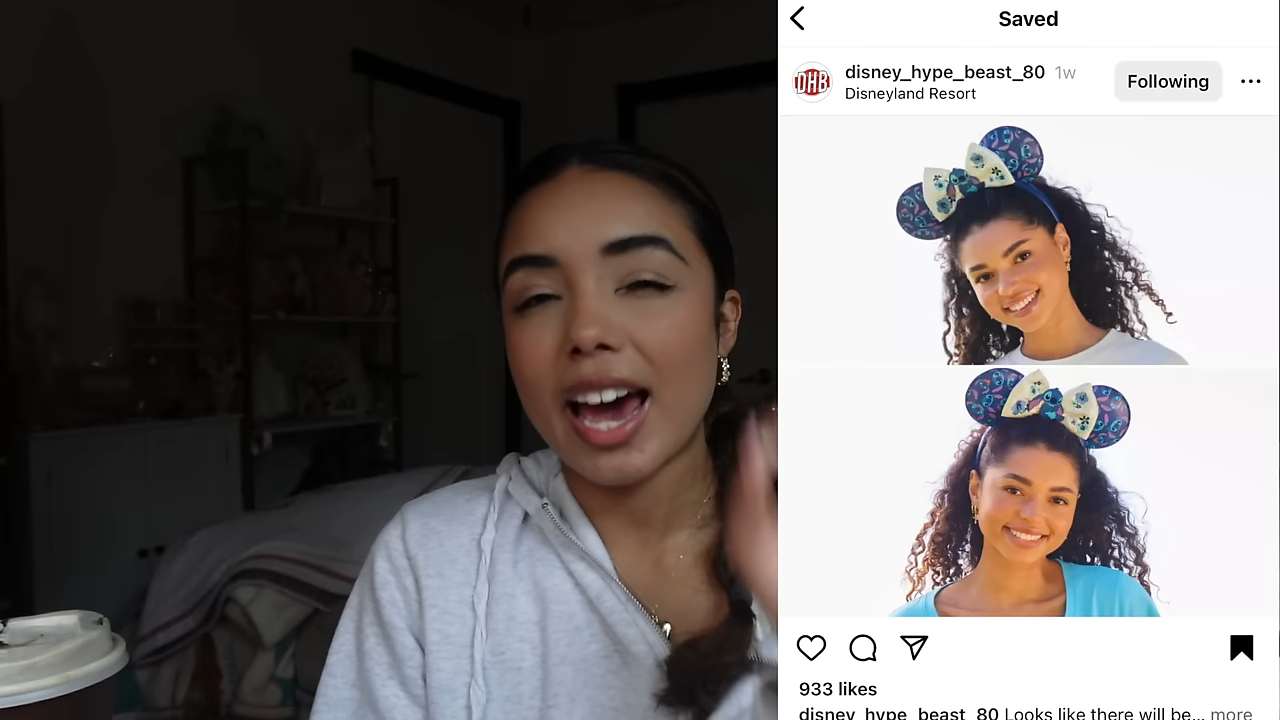 Saved
DHB
disney_hype_beast_80 1w
Disneyland Resort
Following
933 likes
disney_hype_beast_80 Looks like there will be... more